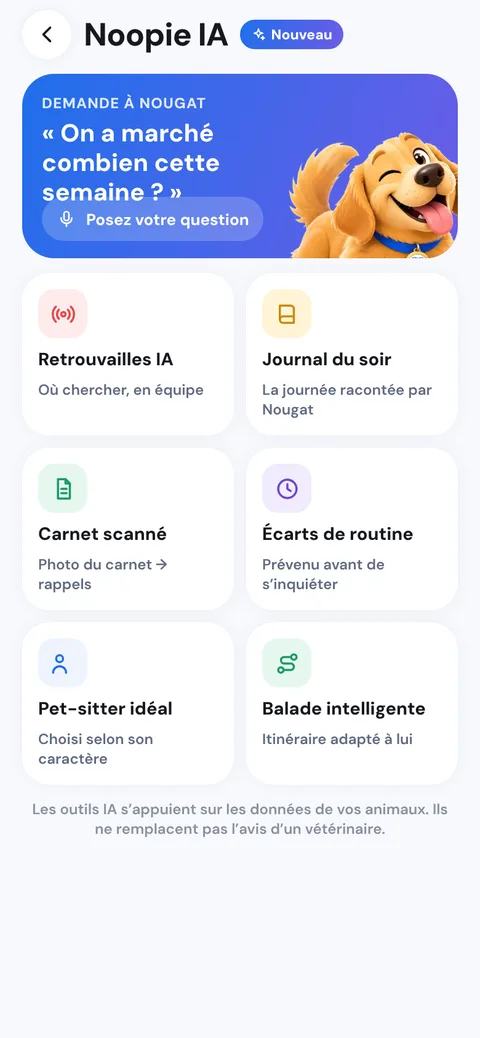 Noopie IA
Nouveau
DEMANDE À NOUGAT
« On a marché
combien cette
semaine ? »
Posez votre question
Retrouvailles IA
Où chercher, en équipe
Journal du soir
La journée racontée par
Nougat
Carnet scanné
Photo du carnet →
rappels
Écarts de routine
Prévenu avant de
s’inquiéter
Pet-sitter idéal
Choisi selon son
caractère
Balade intelligente
Itinéraire adapté à lui
Les outils IA s’appuient sur les données de vos animaux. Ils
ne remplacent pas l’avis d’un vétérinaire.